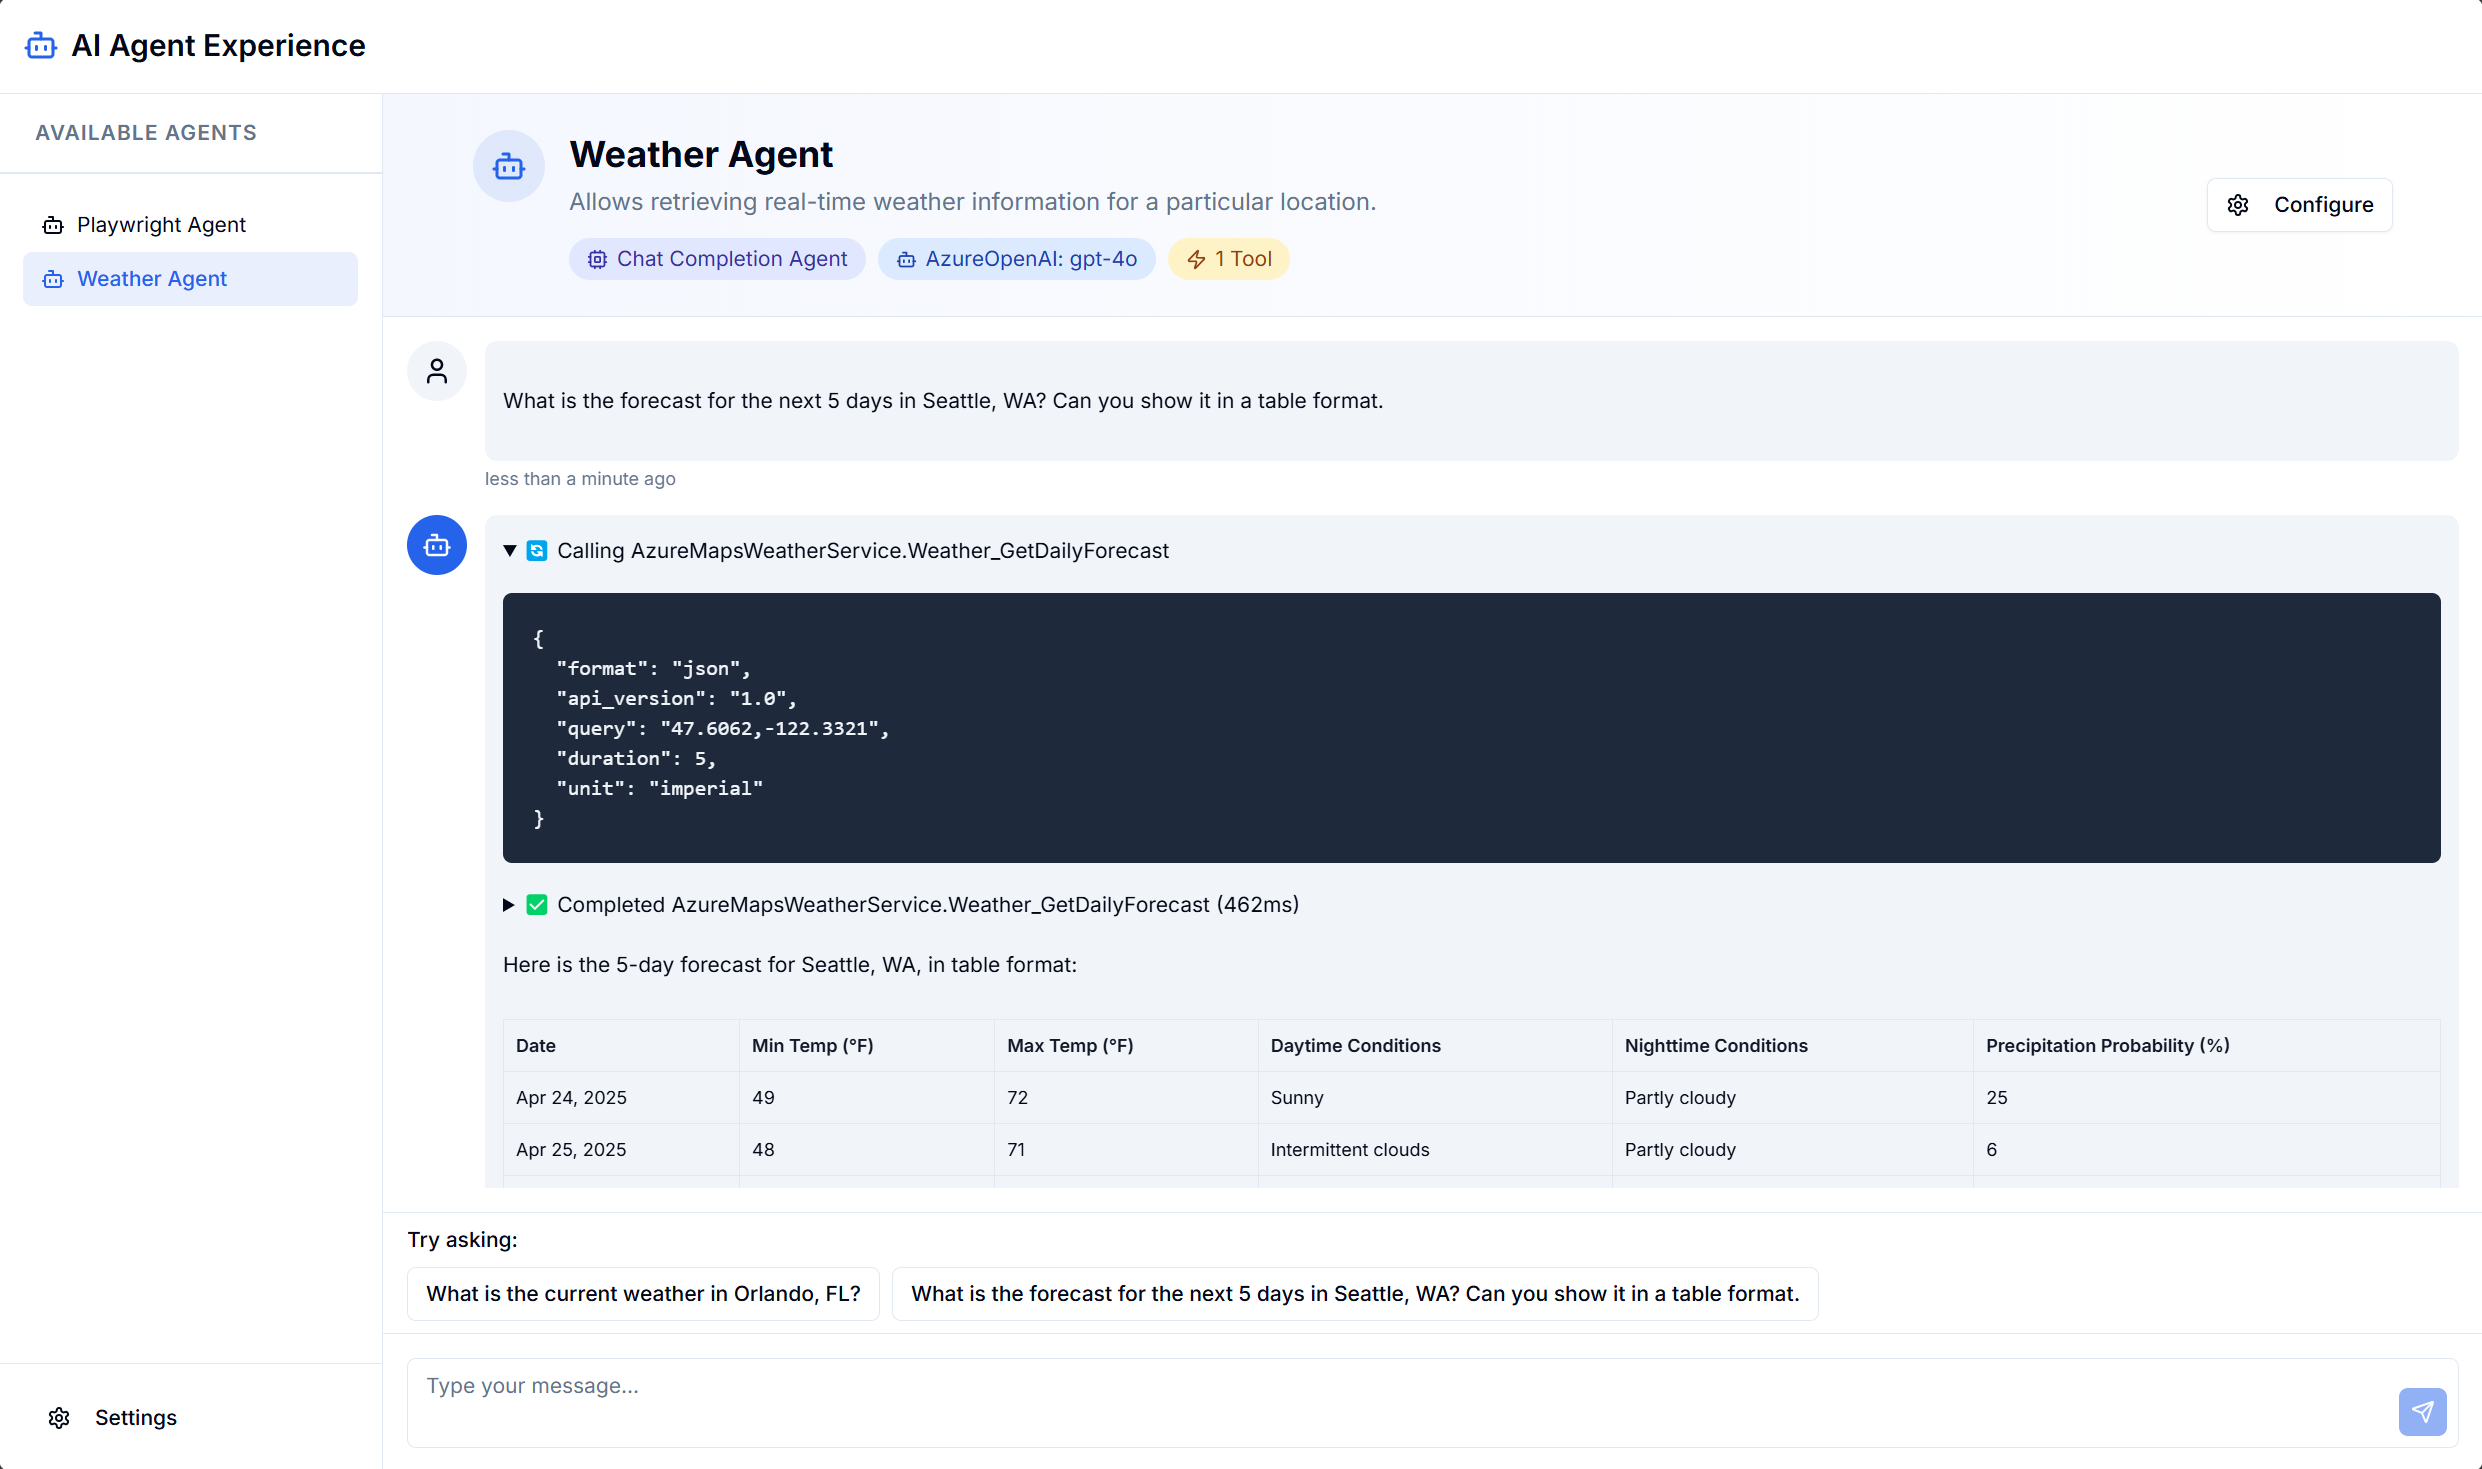 AI Agent Experience
AVAILABLE AGENTS
Playwright Agent
Weather Agent
Settings
Weather Agent
Allows retrieving real-time weather information for a particular location.
Chat Completion Agent AzureOpenAI: gpt-4o 1 Tool
Configure
What is the forecast for the next 5 days in Seattle, WA? Can you show it in a table format.
less than a minute ago
Calling AzureMapsWeatherService.Weather_GetDailyForecast
{
"format": "json",
"api_version": "1.0",
"query": "47.6062,-122.3321",
"duration": 5,
"unit": "imperial"
}
Completed AzureMapsWeatherService.Weather_GetDailyForecast (462ms)
Here is the 5-day forecast for Seattle, WA, in table format:
Date Min Temp (°F) Max Temp (°F) Daytime Conditions Nighttime Conditions Precipitation Probability (%)
Apr 24, 2025 49 72 Sunny Partly cloudy 25
Apr 25, 2025 48 71 Intermittent clouds Partly cloudy 6
Try asking:
What is the current weather in Orlando, FL? What is the forecast for the next 5 days in Seattle, WA? Can you show it in a table format.
Type your message...